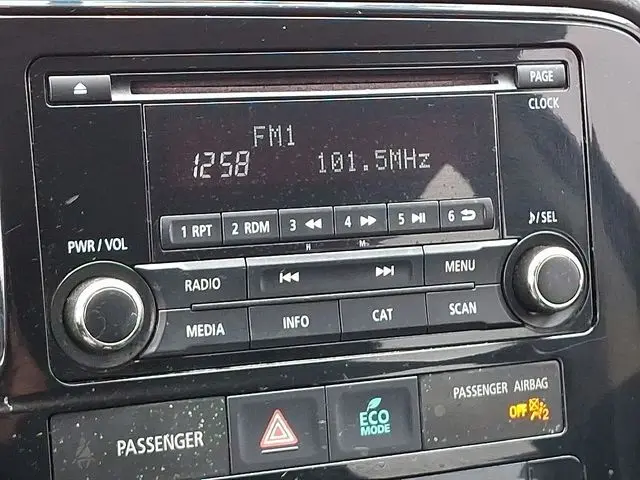 PAGE
CLOCK
FM1
1258 101.5MHz
1 RPT 2 RDM 3 4 5 6
H M
PWR / VOL
♪/SEL
RADIO MENU
MEDIA INFO CAT SCAN
PASSENGER
ECO
MODE
PASSENGER AIRBAG
OFF 2